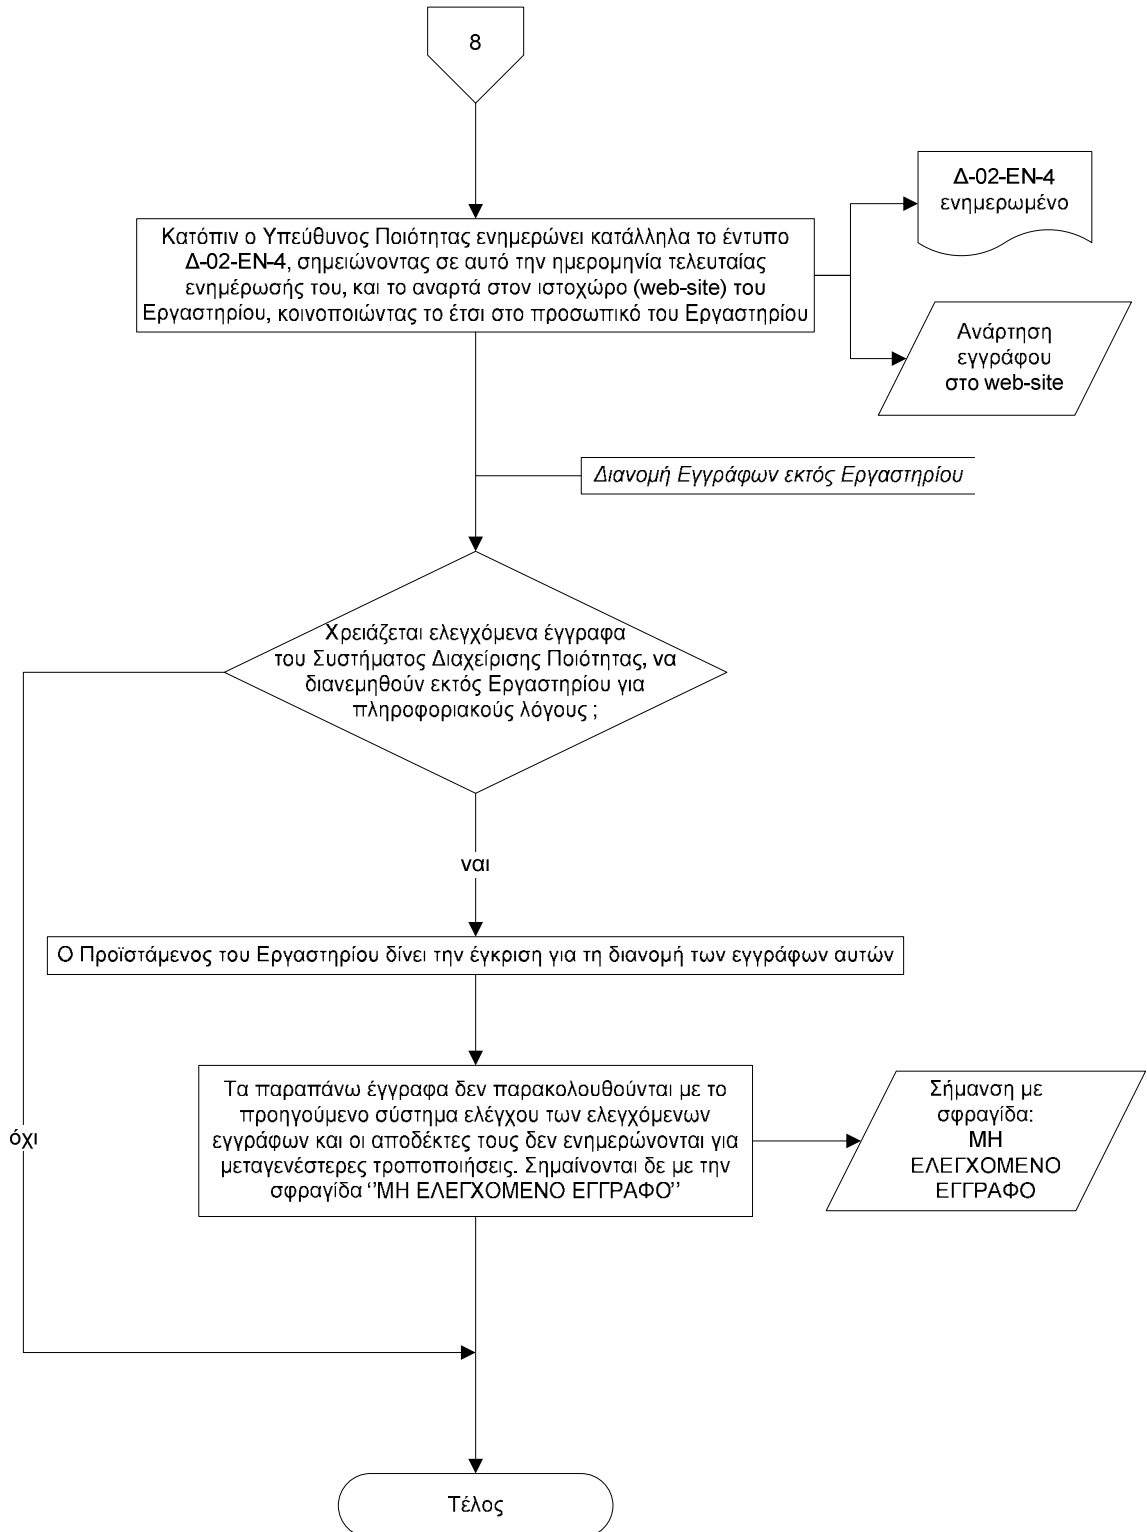 8
Δ-02-ΕΝ-4
ενημερωμένο
Κατόπιν ο Υπεύθυνος Ποιότητας ενημερώνει κατάλληλα το έντυπο
Δ-02-ΕΝ-4, σημειώνοντας σε αυτό την ημερομηνία τελευταίας
ενημέρωσής του, και το αναρτά στον ιστοχώρο (web-site) του
Εργαστηρίου, κοινοποιώντας το έτσι στο προσωπικό του Εργαστηρίου
Ανάρτηση
εγγράφου
στο web-site
Διανομή Εγγράφων εκτός Εργαστηρίου
Χρειάζεται ελεγχόμενα έγγραφα
του Συστήματος Διαχείρισης Ποιότητας, να
διανεμηθούν εκτός Εργαστηρίου για
πληροφοριακούς λόγους ;
ναι
Ο Προϊστάμενος του Εργαστηρίου δίνει την έγκριση για τη διανομή των εγγράφων αυτών
Τα παραπάνω έγγραφα δεν παρακολουθούνται με το
προηγούμενο σύστημα ελέγχου των ελεγχόμενων
εγγράφων και οι αποδέκτες τους δεν ενημερώνονται για
μεταγενέστερες τροποποιήσεις. Σημαίνονται δε με την
σφραγίδα ‘’ΜΗ ΕΛΕΓΧΟΜΕΝΟ ΕΓΓΡΑΦΟ’’
Σήμανση με
σφραγίδα:
ΜΗ
ΕΛΕΓΧΟΜΕΝΟ
ΕΓΓΡΑΦΟ
όχι
Τέλος